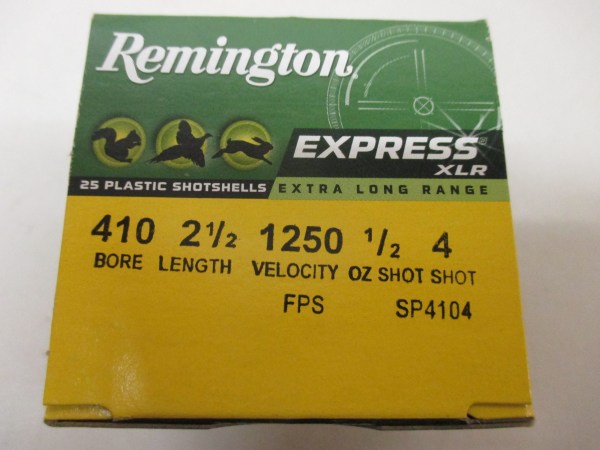 Remington
EXPRESS
XLR
25 PLASTIC SHOTSHELLS EXTRA LONG RANGE
410 2 1/2 1250 1/2 4
BORE LENGTH VELOCITY OZ SHOT SHOT
FPS SP4104